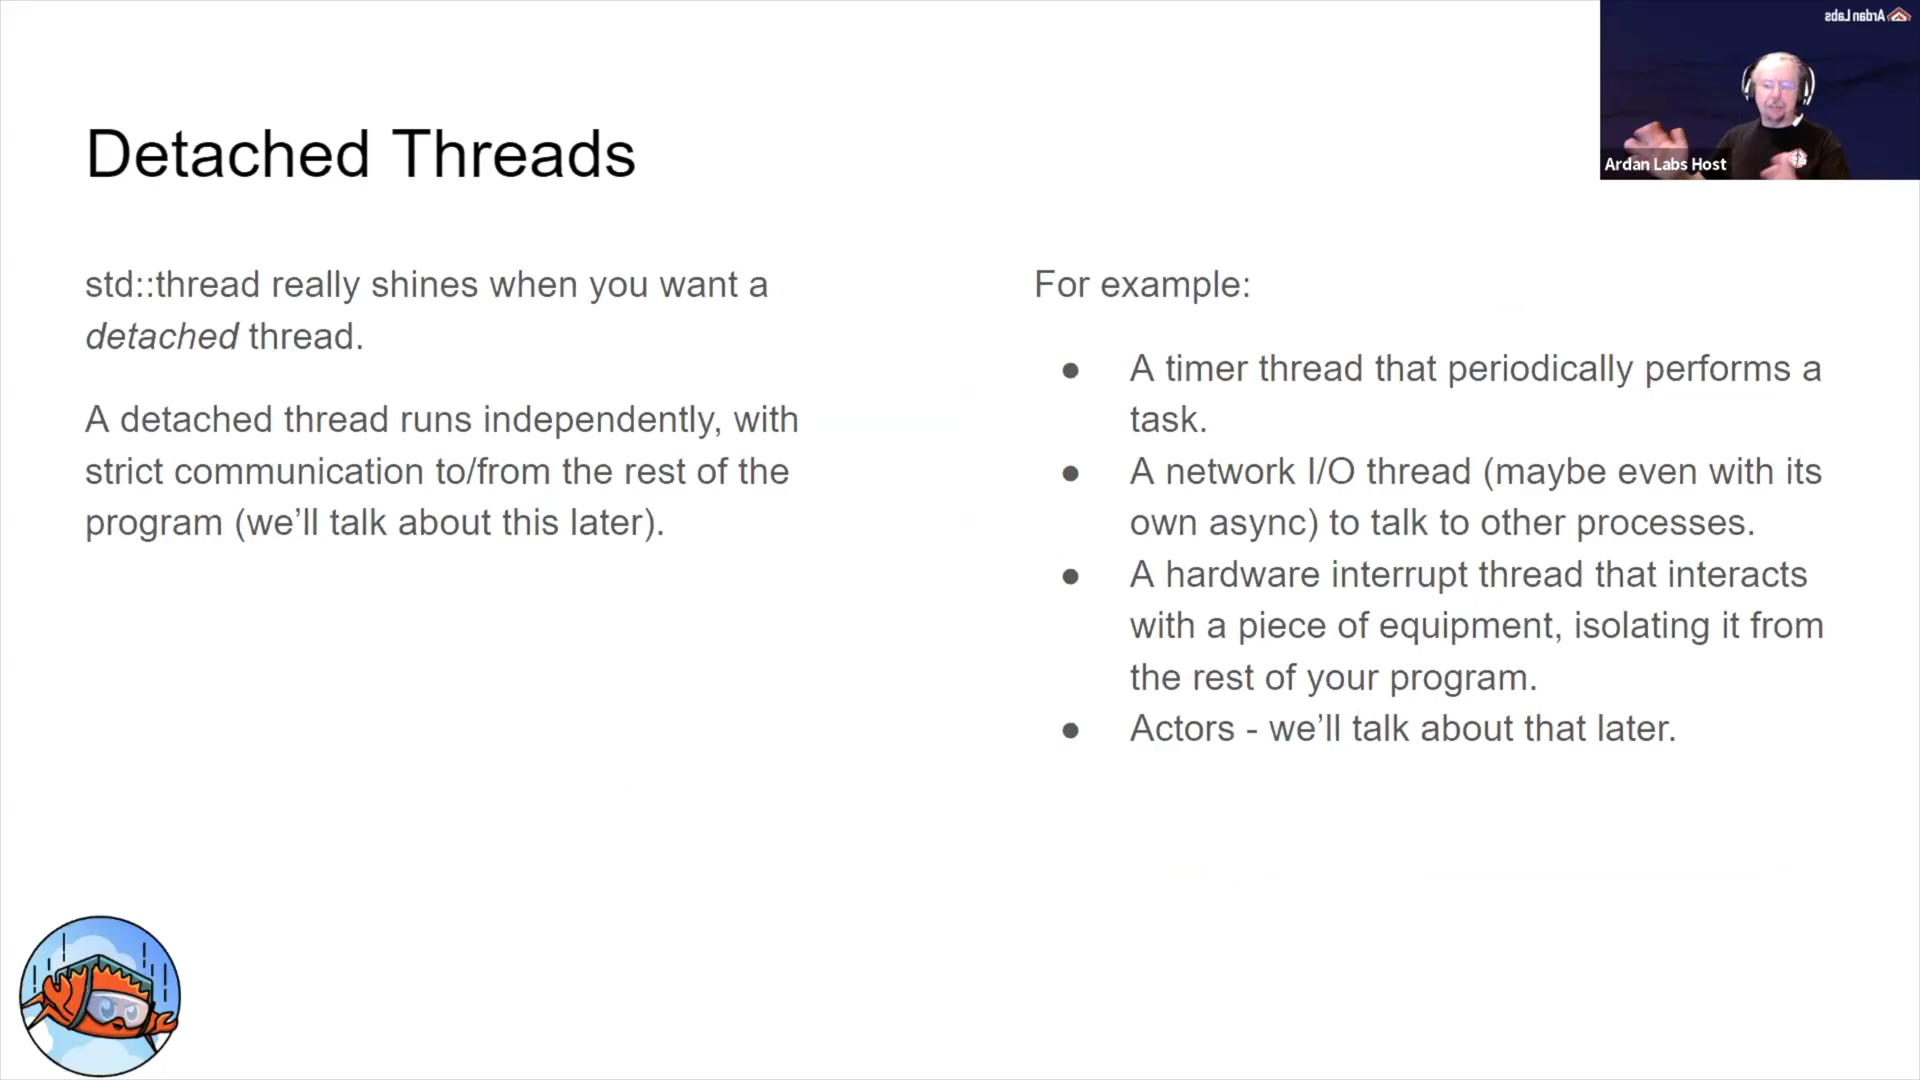 Detached Threads
std::thread really shines when you want a
detached thread.
A detached thread runs independently, with
strict communication to/from the rest of the
program (we’ll talk about this later).
For example:
● A timer thread that periodically performs a
task.
● A network I/O thread (maybe even with its
own async) to talk to other processes.
● A hardware interrupt thread that interacts
with a piece of equipment, isolating it from
the rest of your program.
● Actors - we’ll talk about that later.
Ardan Labs
Ardan Labs Host